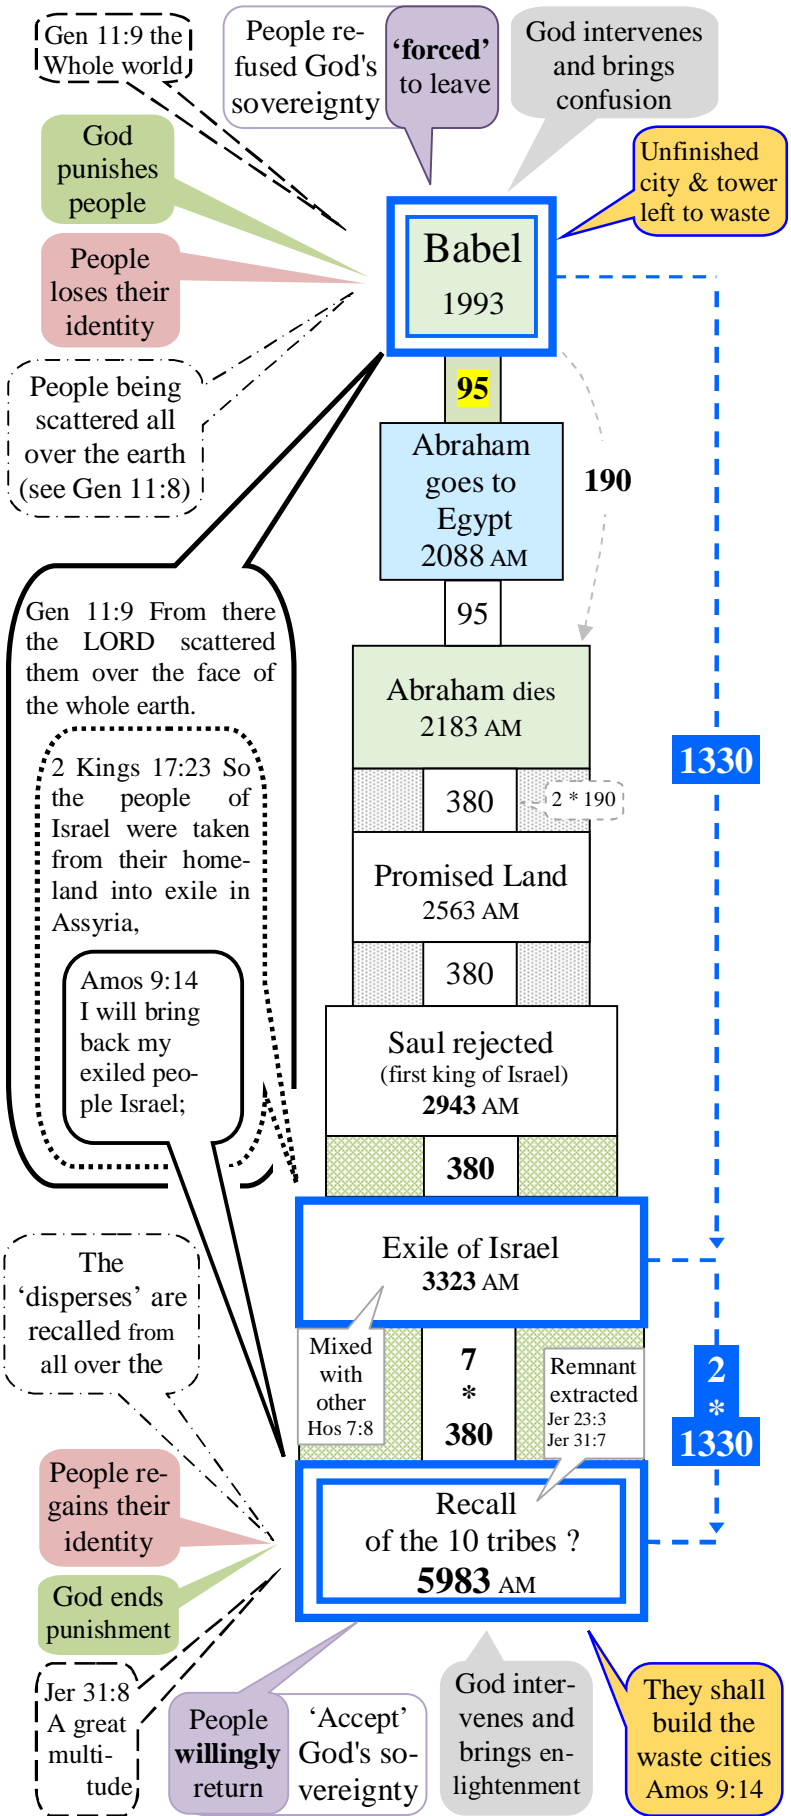 Gen 11:9 the
Whole world
People re-
fused God's
sovereignty
‘forced’
to leave
God intervenes
and brings
confusion
God
punishes
people
Unfinished
city & tower
left to waste
People
loses their
identity
Babel
1993
People being
scattered all
over the earth
(see Gen 11:8)
95
Abraham
goes to
Egypt
2088 AM
190
95
Gen 11:9 From there
the LORD scattered
them over the face of
the whole earth.
Abraham dies
2183 AM
2 Kings 17:23 So
the people of
Israel were taken
from their home-
land into exile in
Assyria,
1330
380
2 * 190
Promised Land
2563 AM
380
Amos 9:14
I will bring
back my
exiled peo-
ple Israel;
Saul rejected
(first king of Israel)
2943 AM
380
Exile of Israel
3323 AM
The
‘disperses’ are
recalled from
all over the
Mixed
with
other
Hos 7:8
7
*
380
Remnant
extracted
Jer 23:3
Jer 31:7
2
*
1330
People re-
gains their
identity
Recall
of the 10 tribes ?
5983 AM
God ends
punishment
Jer 31:8
A great
multi-
tude
People
willingly
return
‘Accept’
God's so-
vereignty
God inter-
venes and
brings en-
lightenment
They shall
build the
waste cities
Amos 9:14